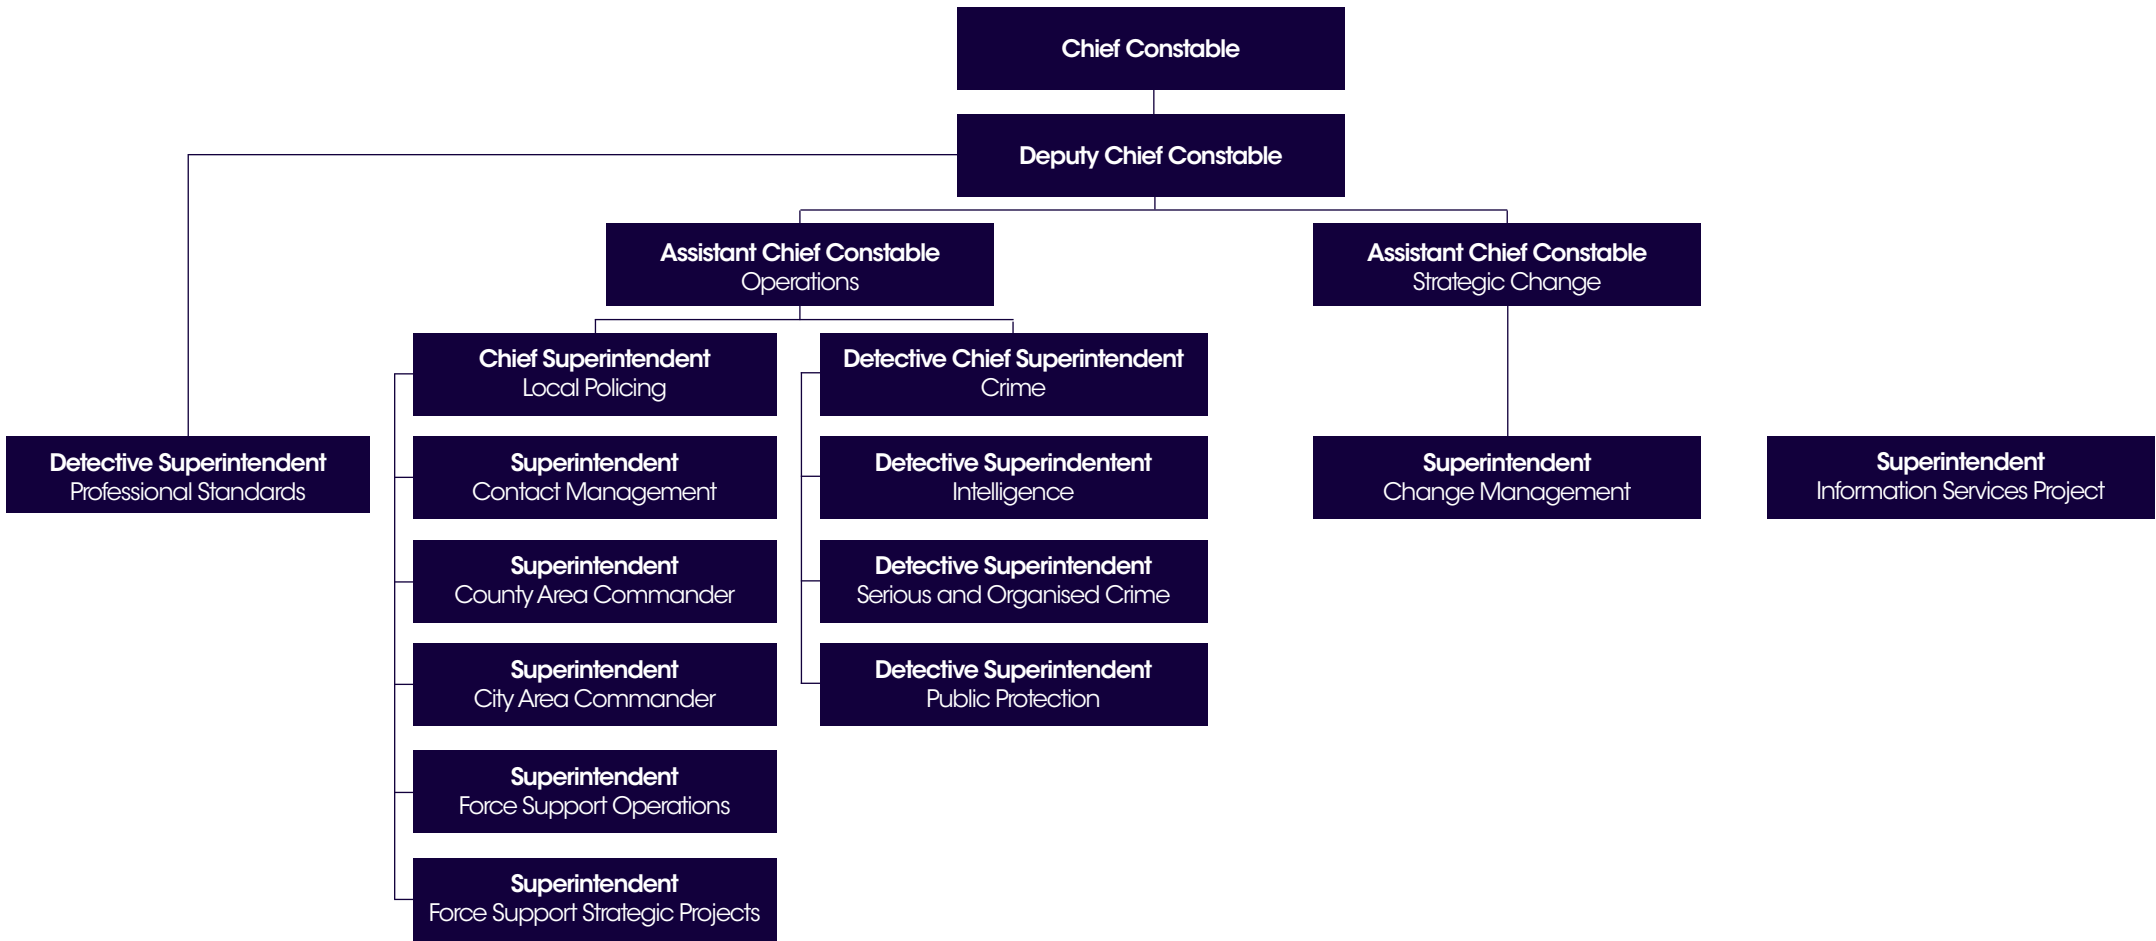 Chief Constable
Deputy Chief Constable
Assistant Chief Constable
Operations
Assistant Chief Constable
Strategic Change
Chief Superintendent
Local Policing
Detective Chief Superintendent
Crime
Detective Superintendent
Professional Standards
Superintendent
Contact Management
Detective Superindentent
Intelligence
Superintendent
Change Management
Superintendent
Information Services Project
Superintendent
County Area Commander
Detective Superintendent
Serious and Organised Crime
Superintendent
City Area Commander
Detective Superintendent
Public Protection
Superintendent
Force Support Operations
Superintendent
Force Support Strategic Projects